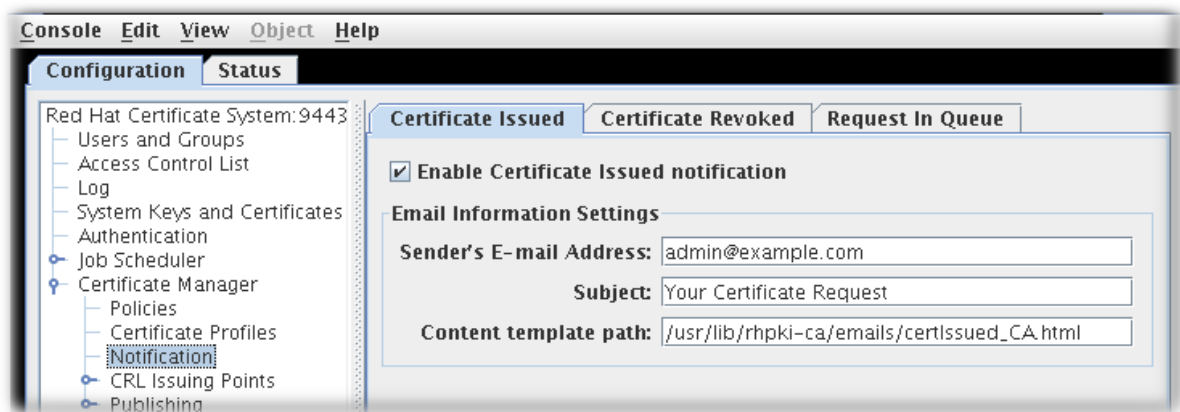 Console Edit View Object Help
Configuration Status
Red Hat Certificate System:9443
Users and Groups
Access Control List
Log
System Keys and Certificates
Authentication
Job Scheduler
Certificate Manager
Policies
Certificate Profiles
Notification
CRL Issuing Points
Publishing
Certificate Issued Certificate Revoked Request In Queue
Enable Certificate Issued notification
Email Information Settings
Sender's E-mail Address: admin@example.com
Subject: Your Certificate Request
Content template path: /usr/lib/rhpki-ca/emails/certIssued_CA.html